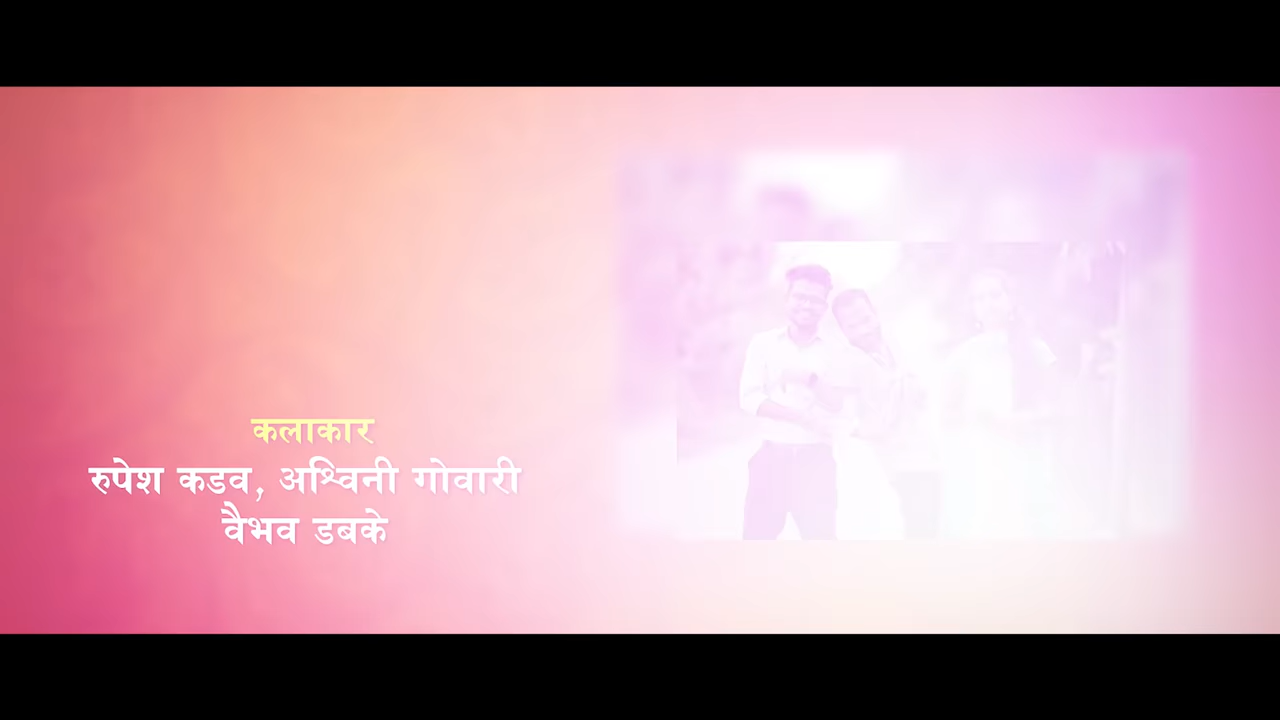 कलाकार
रुपेश कडव, अश्विनी गोवारी
वैभव डबके